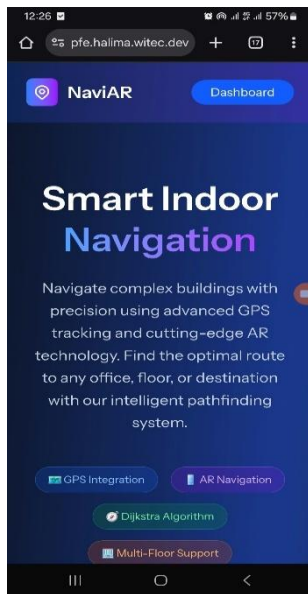 12:26 57%
pfe.halima.witec.dev 17
NaviAR Dashboard
Smart Indoor
Navigation
Navigate complex buildings with
precision using advanced GPS
tracking and cutting-edge AR
technology. Find the optimal route
to any office, floor, or destination
with our intelligent pathfinding
system.
GPS Integration AR Navigation
Dijkstra Algorithm
Multi-Floor Support